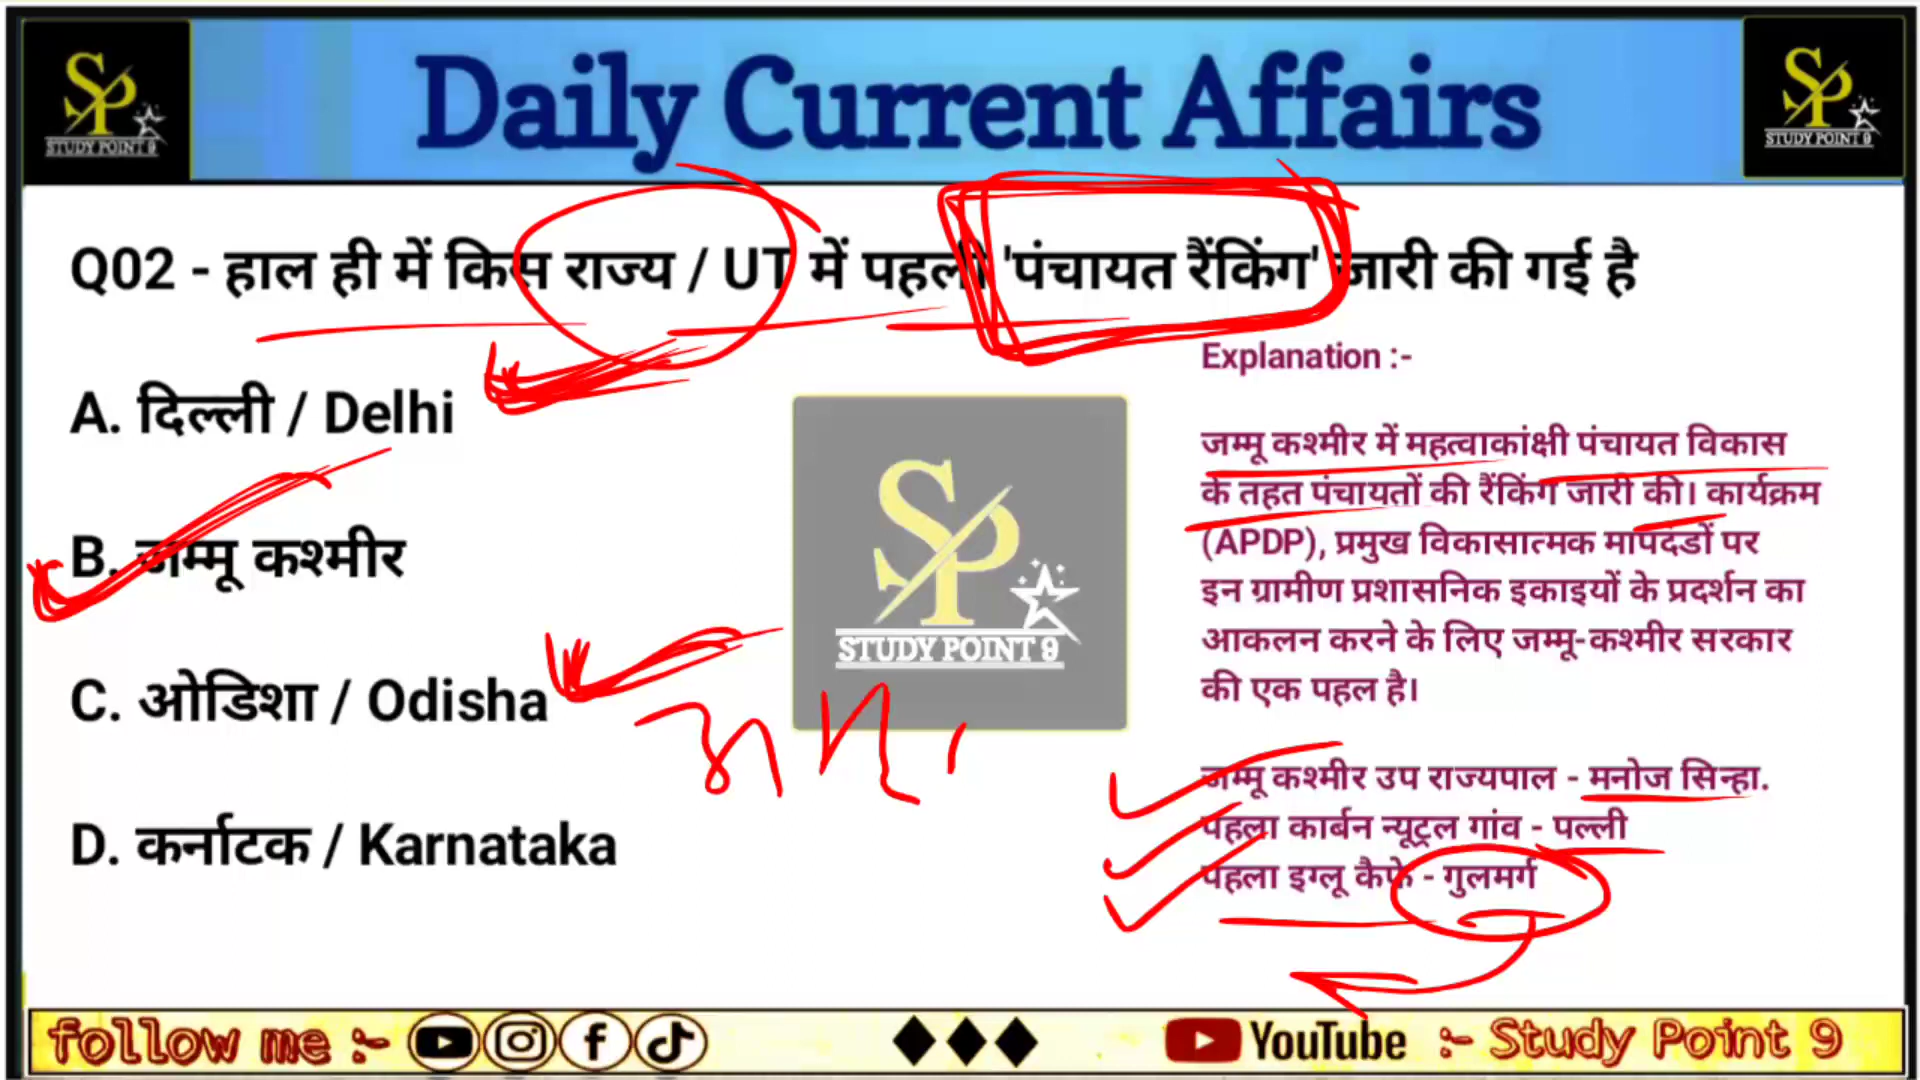 SP
STUDY POINT 9
Daily Current Affairs
SP
STUDY POINT 9
Q02 - हाल ही में किस राज्य / UT में पहली 'पंचायत रैंकिंग' जारी की गई है
A. दिल्ली / Delhi
B. जम्मू कश्मीर
C. ओडिशा / Odisha
D. कर्नाटक / Karnataka
SP
STUDY POINT 9
Explanation :-
जम्मू कश्मीर में महत्वाकांक्षी पंचायत विकास
के तहत पंचायतों की रैंकिंग जारी की। कार्यक्रम
(APDP), प्रमुख विकासात्मक मापदंडों पर
इन ग्रामीण प्रशासनिक इकाइयों के प्रदर्शन का
आकलन करने के लिए जम्मू-कश्मीर सरकार
की एक पहल है।
जम्मू कश्मीर उप राज्यपाल - मनोज सिन्हा.
पहला कार्बन न्यूट्रल गांव - पल्ली
पहला इग्लू कैफे - गुलमर्ग
follow me :-
YouTube :- Study Point 9